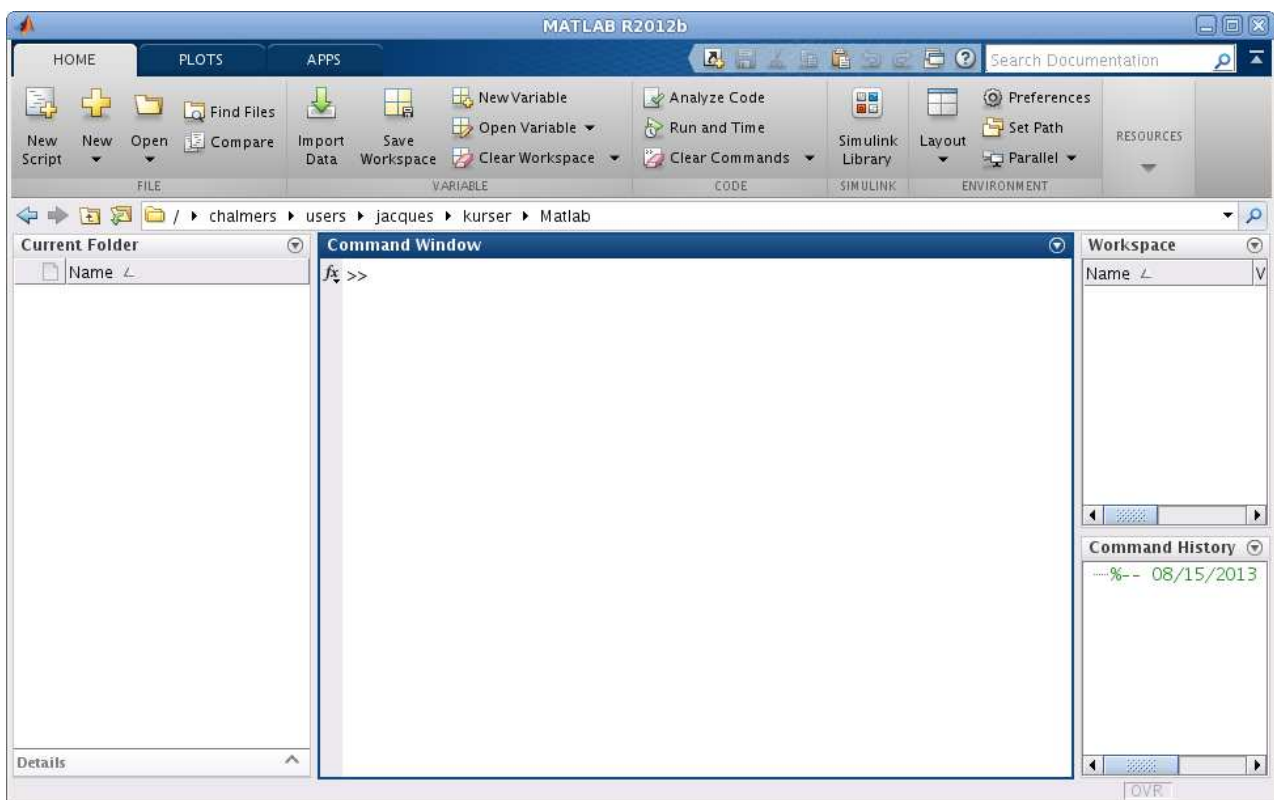 MATLAB R2012b
HOME PLOTS APPS Search Documentation
New Script New Open Find Files Compare Import Data Save Workspace New Variable Open Variable Clear Workspace Analyze Code Run and Time Clear Commands Simulink Library Layout Preferences Set Path Parallel RESOURCES
FILE VARIABLE CODE SIMULINK ENVIRONMENT
/ chalmers users jacques kurser Matlab
Current Folder Command Window Workspace
Name fx >> Name V
Command History
%-- 08/15/2013
Details
OVR